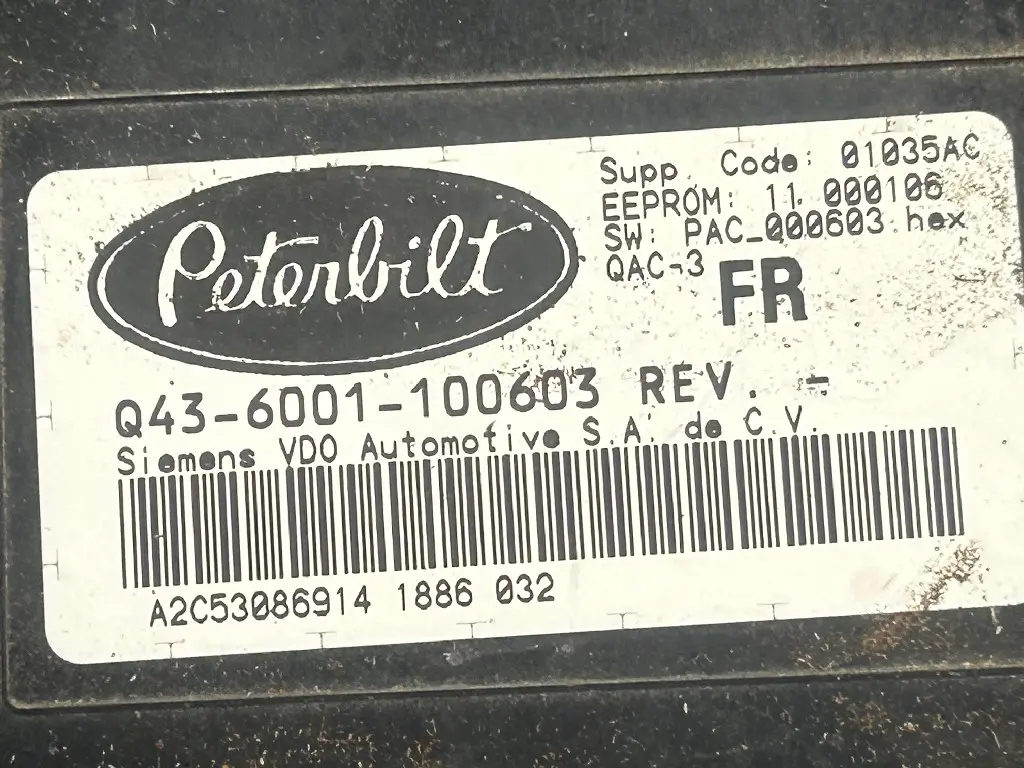 Peterbilt
Supp. Code: 01035AC
EEPROM: 11.000106
SW: PAC_000603.hex
QAC-3
FR
Q43-6001-100603 REV. -
Siemens VDO Automotive S.A. de C.V.
A2C53086914 1886 032